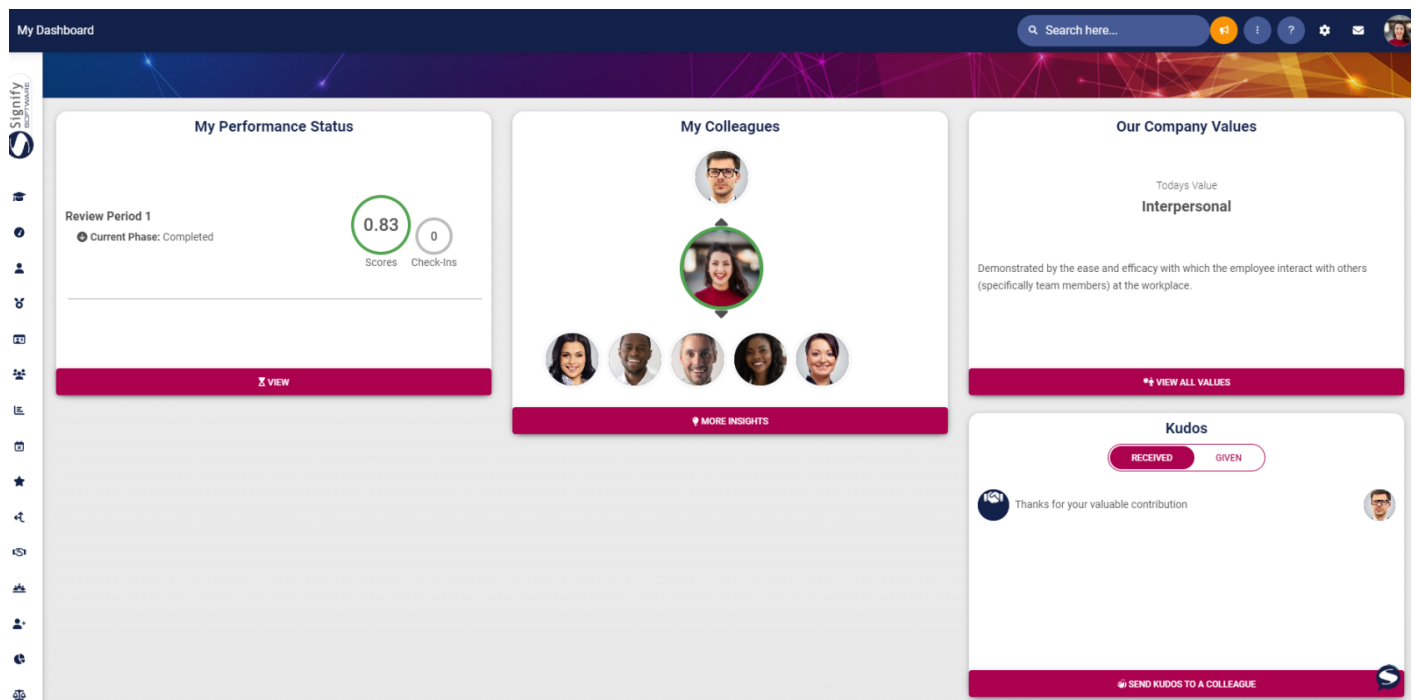 My Dashboard
Search here...
?
Signify
SOFTWARE
My Performance Status
Review Period 1
Current Phase: Completed
0.83
Scores
0
Check-Ins
VIEW
My Colleagues
MORE INSIGHTS
Our Company Values
Todays Value
Interpersonal
Demonstrated by the ease and efficacy with which the employee interact with others
(specifically team members) at the workplace.
VIEW ALL VALUES
Kudos
RECEIVED
GIVEN
Thanks for your valuable contribution
SEND KUDOS TO A COLLEAGUE